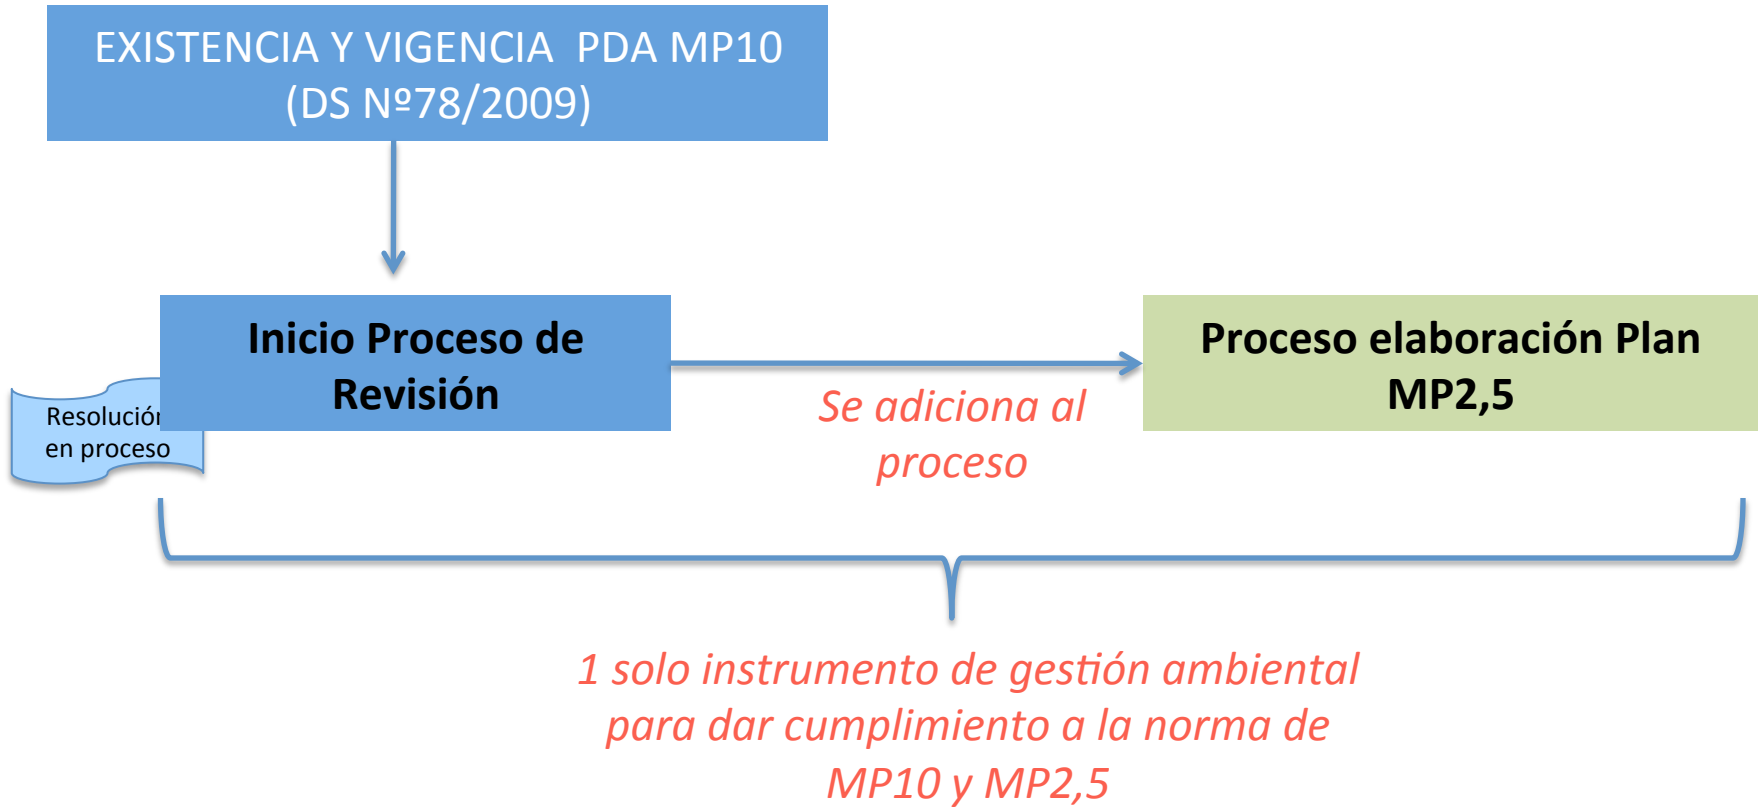 EXISTENCIA Y VIGENCIA  PDA MP10
(DS Nº78/2009)
Inicio Proceso de
Revisión
Proceso elaboración Plan
MP2,5
Resolución
en proceso
Se adiciona al
proceso
1 solo instrumento de gestión ambiental
para dar cumplimiento a la norma de
MP10 y MP2,5